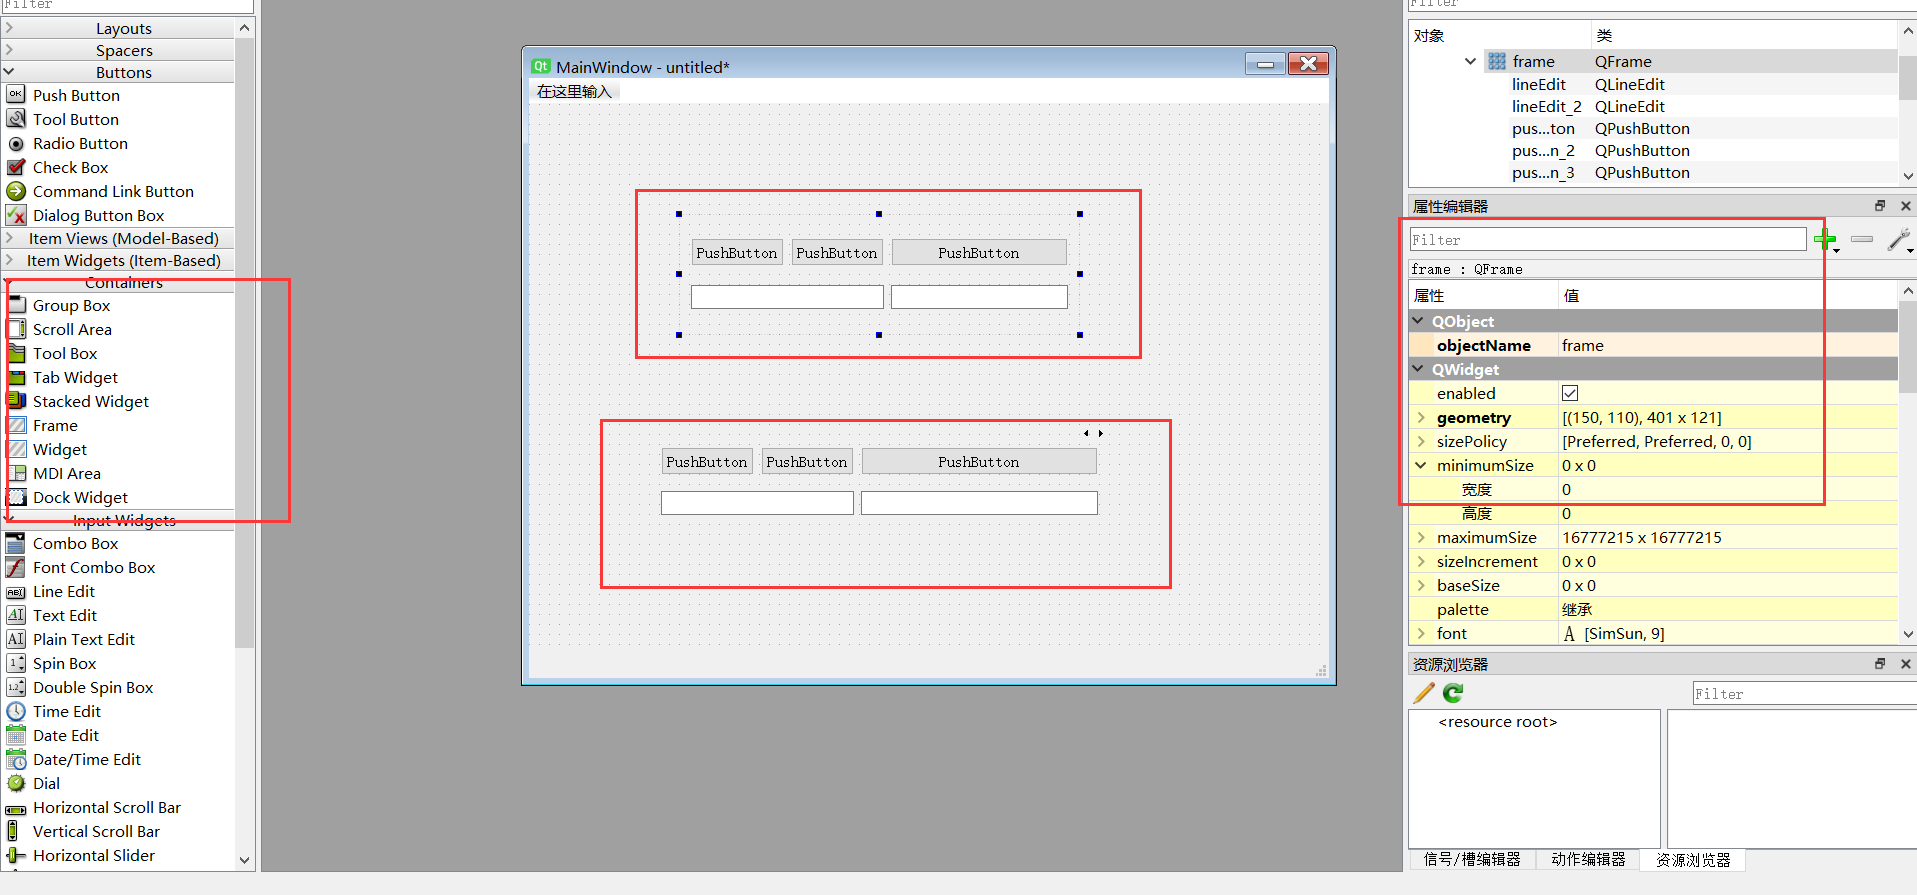 Filter
Layouts
Spacers
Buttons
Push Button
Tool Button
Radio Button
Check Box
Command Link Button
Dialog Button Box
Item Views (Model-Based)
Item Widgets (Item-Based)
Containers
Group Box
Scroll Area
Tool Box
Tab Widget
Stacked Widget
Frame
Widget
MDI Area
Dock Widget
Input Widgets
Combo Box
Font Combo Box
Line Edit
Text Edit
Plain Text Edit
Spin Box
Double Spin Box
Time Edit
Date Edit
Date/Time Edit
Dial
Horizontal Scroll Bar
Vertical Scroll Bar
Horizontal Slider
Qt MainWindow - untitled*
在这里输入
PushButton PushButton PushButton
PushButton PushButton PushButton
Filter
对象 类
frame QFrame
lineEdit QLineEdit
lineEdit_2 QLineEdit
pus...ton QPushButton
pus...n_2 QPushButton
pus...n_3 QPushButton
属性编辑器
Filter
frame : QFrame
属性 值
QObject
objectName frame
QWidget
enabled
geometry [(150, 110), 401 x 121]
sizePolicy [Preferred, Preferred, 0, 0]
minimumSize 0 x 0
宽度 0
高度 0
maximumSize 16777215 x 16777215
sizeIncrement 0 x 0
baseSize 0 x 0
palette 继承
font A [SimSun, 9]
资源浏览器
Filter
<resource root>
信号/槽编辑器 动作编辑器 资源浏览器